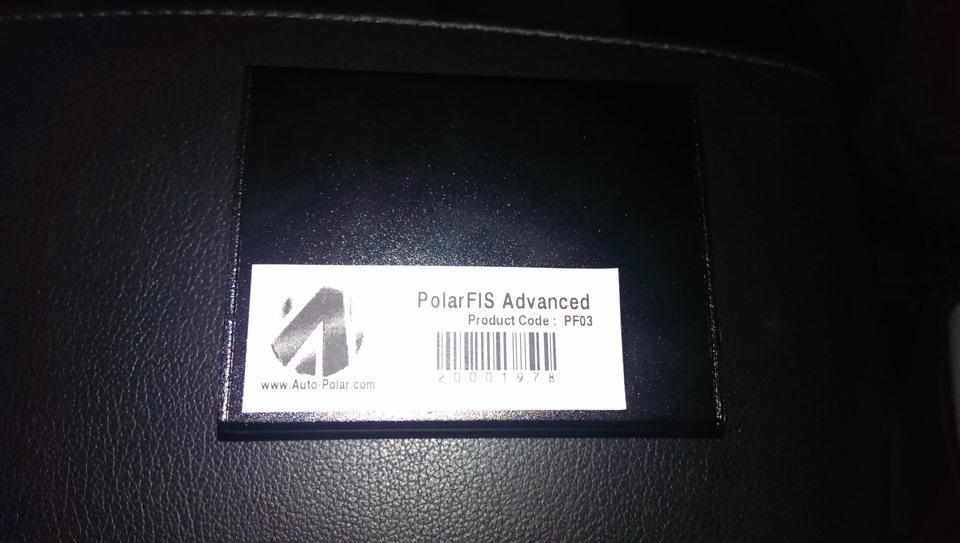 PolarFIS Advanced
Product Code : PF03
20001978
www.Auto-Polar.com